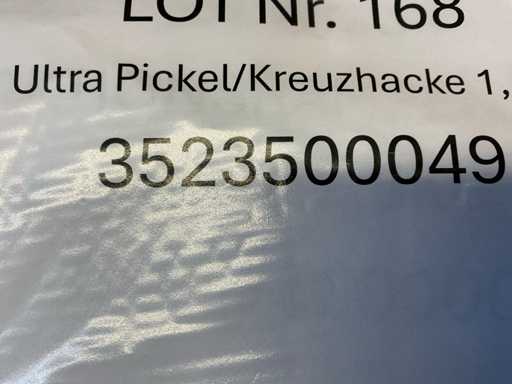 LOT Nr. 168
Ultra Pickel/Kreuzhacke 1,
3523500049